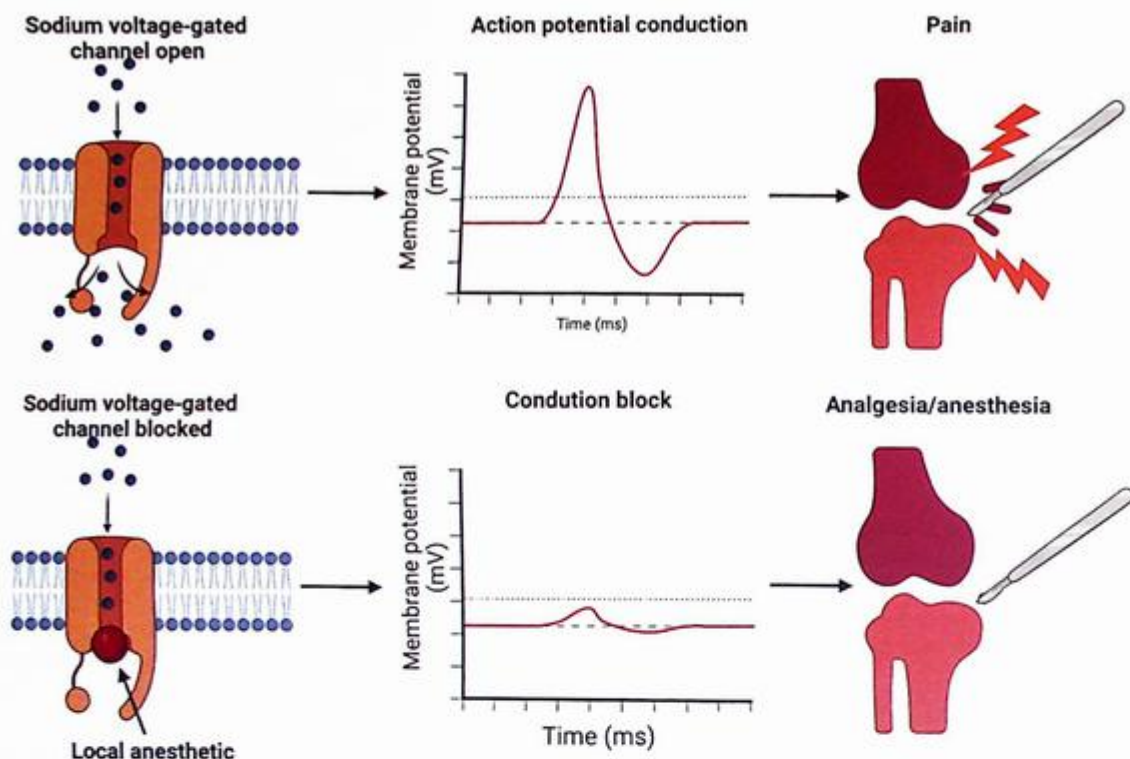 Sodium voltage-gated
channel open
Action potential conduction
Pain
Membrane potential
(mV)
Time (ms)
Sodium voltage-gated
channel blocked
Condution block
Analgesia/anesthesia
Membrane potential
(mV)
Time (ms)
Local anesthetic